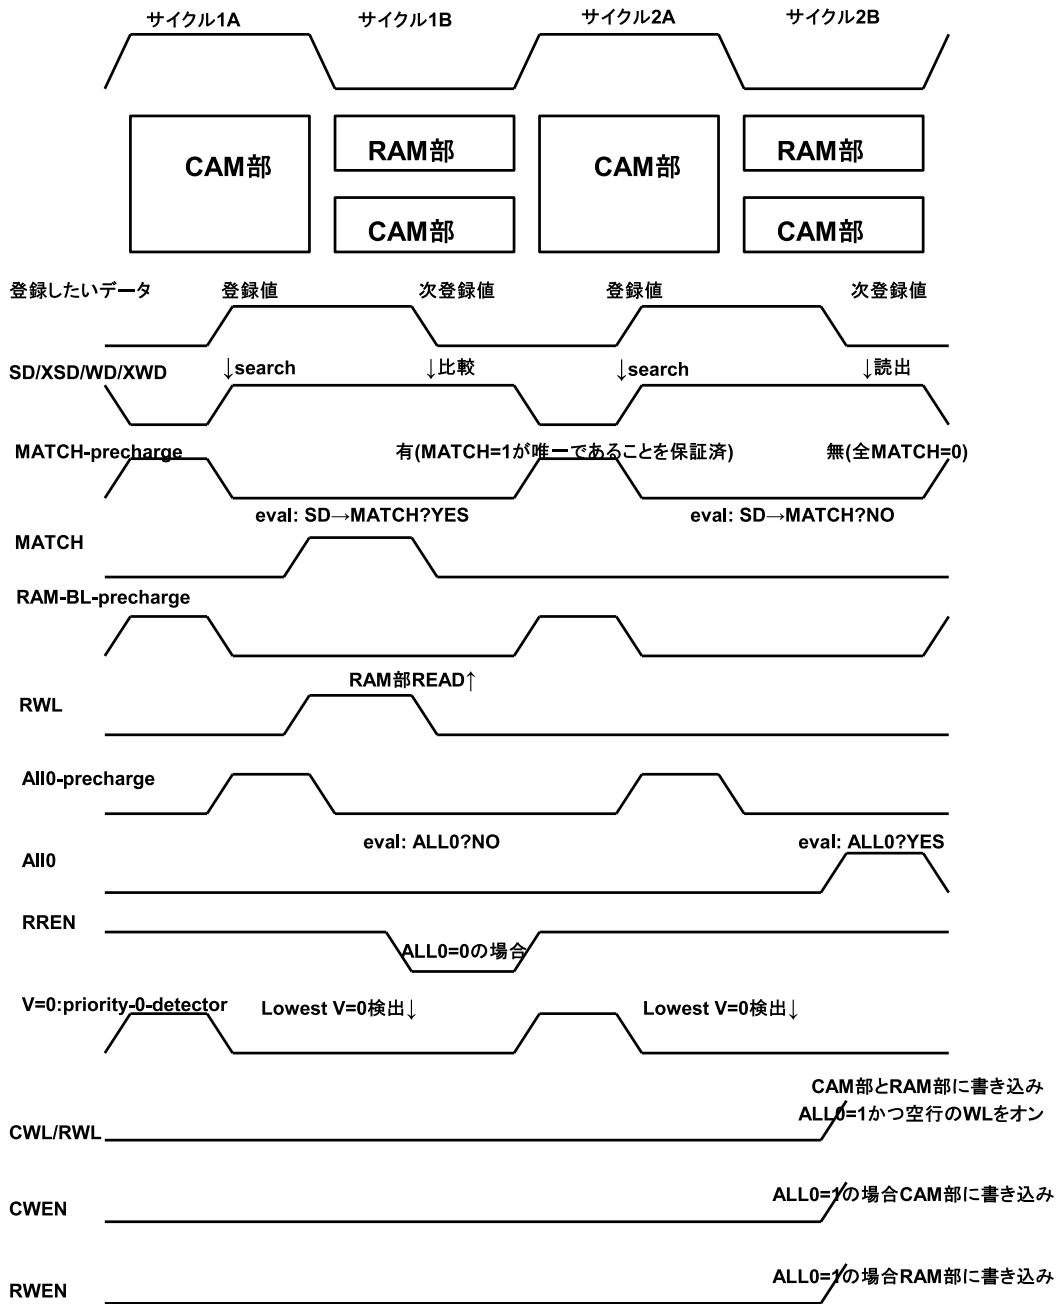 サイクル1A サイクル1B サイクル2A サイクル2B
CAM部 RAM部 CAM部 RAM部
CAM部 CAM部
登録したいデータ 登録値 次登録値 登録値 次登録値
SD/XSD/WD/XWD ↓search ↓比較 ↓search ↓読出
MATCH-precharge 有(MATCH=1が唯一であることを保証済) 無(全MATCH=0)
eval: SD→MATCH?YES eval: SD→MATCH?NO
MATCH
RAM-BL-precharge
RAM部READ↑
RWL
All0-precharge
eval: ALL0?NO eval: ALL0?YES
All0
RREN
ALL0=0の場合
V=0:priority-0-detector Lowest V=0検出↓ Lowest V=0検出↓
CAM部とRAM部に書き込み
ALL0=1かつ空行のWLをオン
CWL/RWL
ALL0=1の場合CAM部に書き込み
CWEN
ALL0=1の場合RAM部に書き込み
RWEN